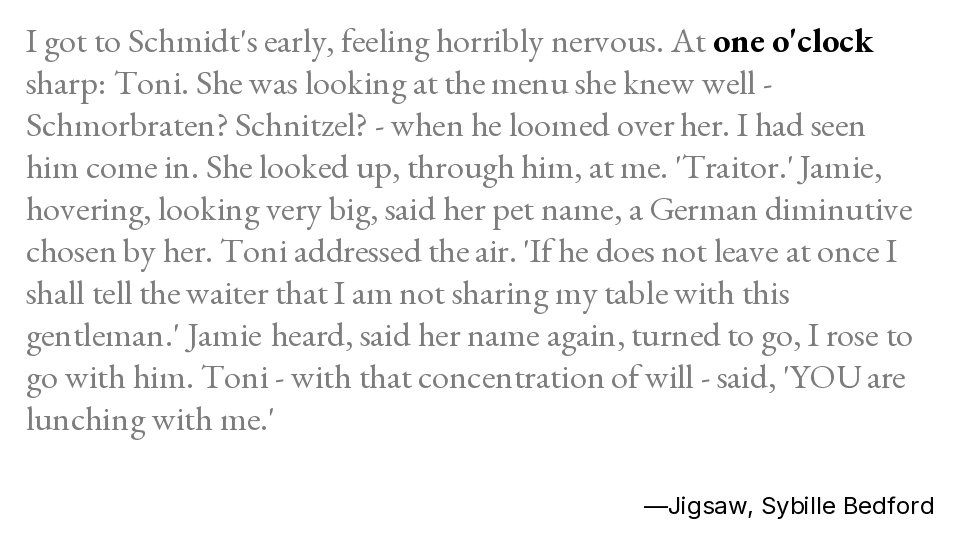 I got to Schmidt's early, feeling horribly nervous. At one o'clock
sharp: Toni. She was looking at the menu she knew well -
Schmorbraten? Schnitzel? - when he loomed over her. I had seen
him come in. She looked up, through him, at me. 'Traitor.' Jamie,
hovering, looking very big, said her pet name, a German diminutive
chosen by her. Toni addressed the air. 'If he does not leave at once I
shall tell the waiter that I am not sharing my table with this
gentleman.' Jamie heard, said her name again, turned to go, I rose to
go with him. Toni - with that concentration of will - said, 'YOU are
lunching with me.'
—Jigsaw, Sybille Bedford